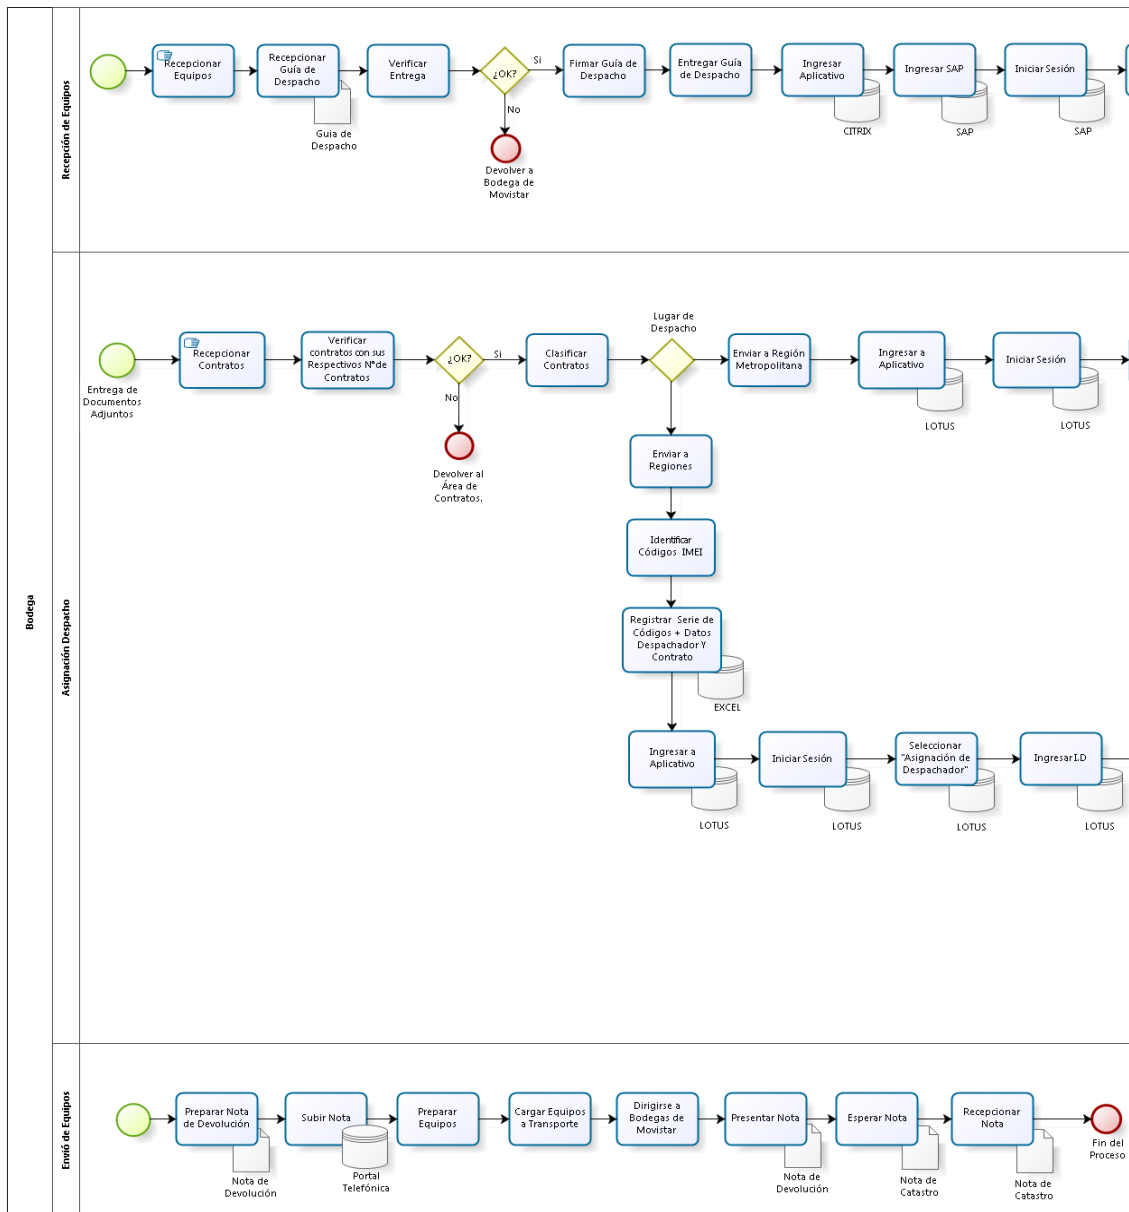 Bodega
Recepción de Equipos
Recepcionar
Equipos
Recepcionar
Guía de
Despacho
Guia de
Despacho
Verificar
Entrega
¿OK?
Si
No
Devolver a
Bodega de
Movistar
Firmar Guía de
Despacho
Entregar Guía
de Despacho
Ingresar
Aplicativo
CITRIX
Ingresar SAP
SAP
Iniciar Sesión
SAP
Asignación Despacho
Entrega de
Documentos
Adjuntos
Recepcionar
Contratos
Verificar
contratos con sus
Respectivos N°de
Contratos
¿OK?
Si
No
Devolver al
Área de
Contratos.
Clasificar
Contratos
Lugar de
Despacho
Enviar a Región
Metropolitana
Ingresar a
Aplicativo
LOTUS
Iniciar Sesión
LOTUS
Enviar a
Regiones
Identificar
Códigos IMEI
Registrar Serie de
Códigos + Datos
Despachador Y
Contrato
EXCEL
Ingresar a
Aplicativo
LOTUS
Iniciar Sesión
LOTUS
Seleccionar
"Asignación de
Despachador"
LOTUS
Ingresar I.D
LOTUS
Envió de Equipos
Preparar Nota
de Devolución
Nota de
Devolución
Subir Nota
Portal
Telefónica
Preparar
Equipos
Cargar Equipos
a Transporte
Dirigirse a
Bodegas de
Movistar
Presentar Nota
Nota de
Devolución
Esperar Nota
Nota de
Catastro
Recepcionar
Nota
Nota de
Catastro
Fin del
Proceso